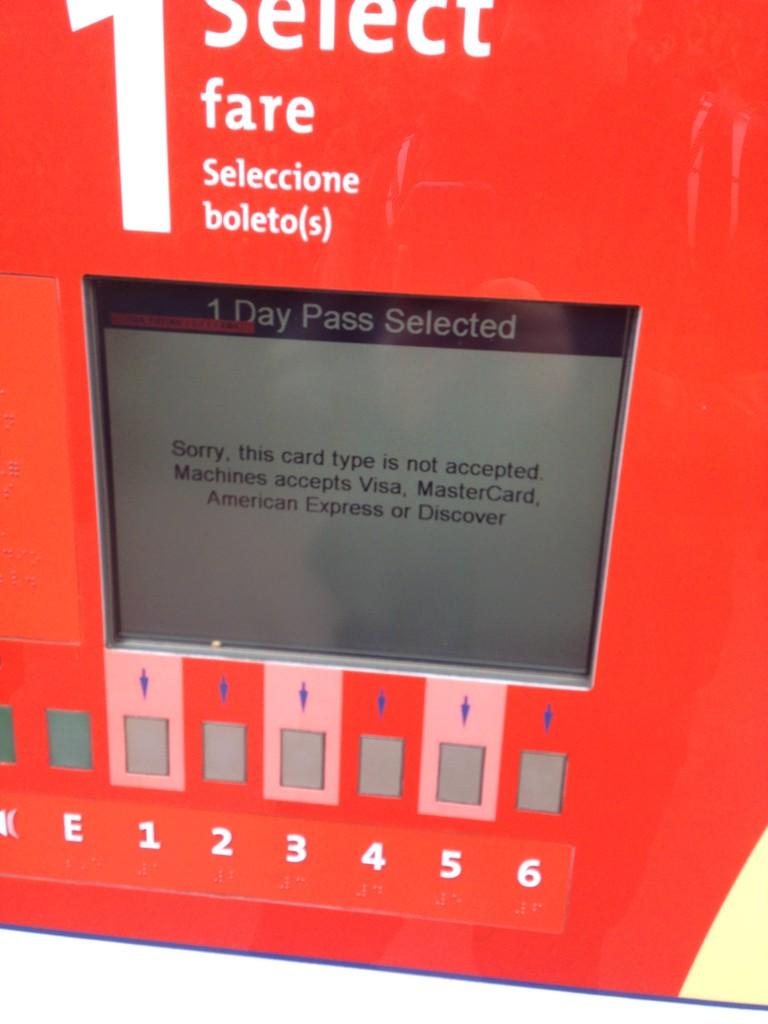 1
Select
fare
Seleccione
boleto(s)
1 Day Pass Selected
Sorry, this card type is not accepted.
Machines accepts Visa, MasterCard,
American Express or Discover
E 1 2 3 4 5 6